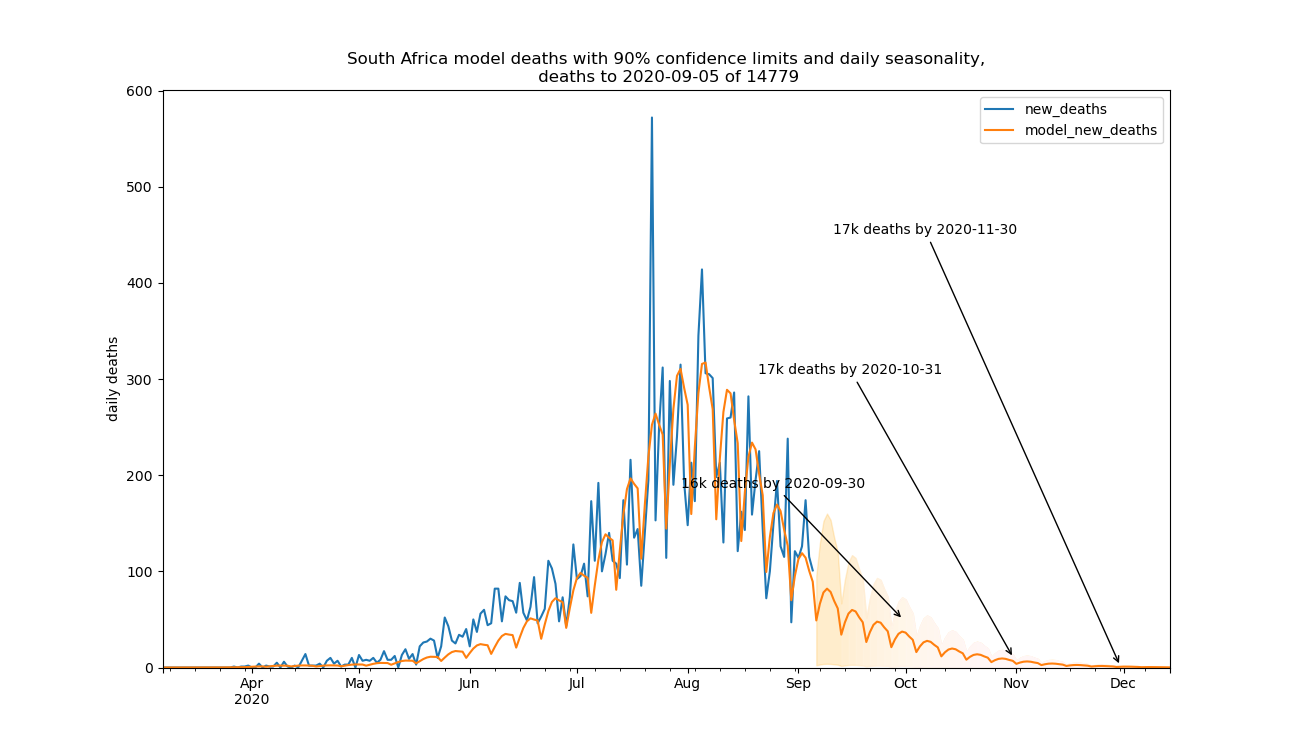 South Africa model deaths with 90% confidence limits and daily seasonality,
deaths to 2020-09-05 of 14779
new_deaths
model_new_deaths
daily deaths
600
500
400
300
200
100
0
17k deaths by 2020-11-30
17k deaths by 2020-10-31
16k deaths by 2020-09-30
Apr May Jun Jul Aug Sep Oct Nov Dec
2020